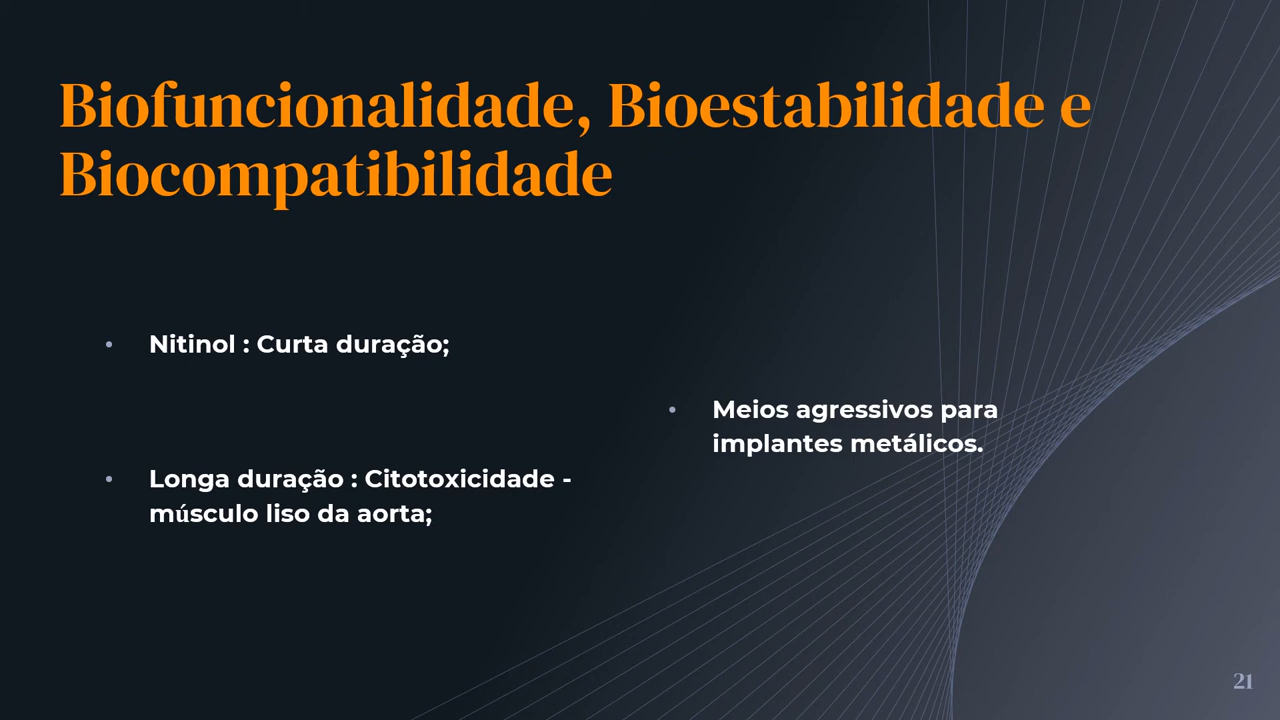 Biofuncionalidade, Bioestabilidade e
Biocompatibilidade
• Nitinol : Curta duração;
• Longa duração : Citotoxicidade -
músculo liso da aorta;
• Meios agressivos para
implantes metálicos.
21